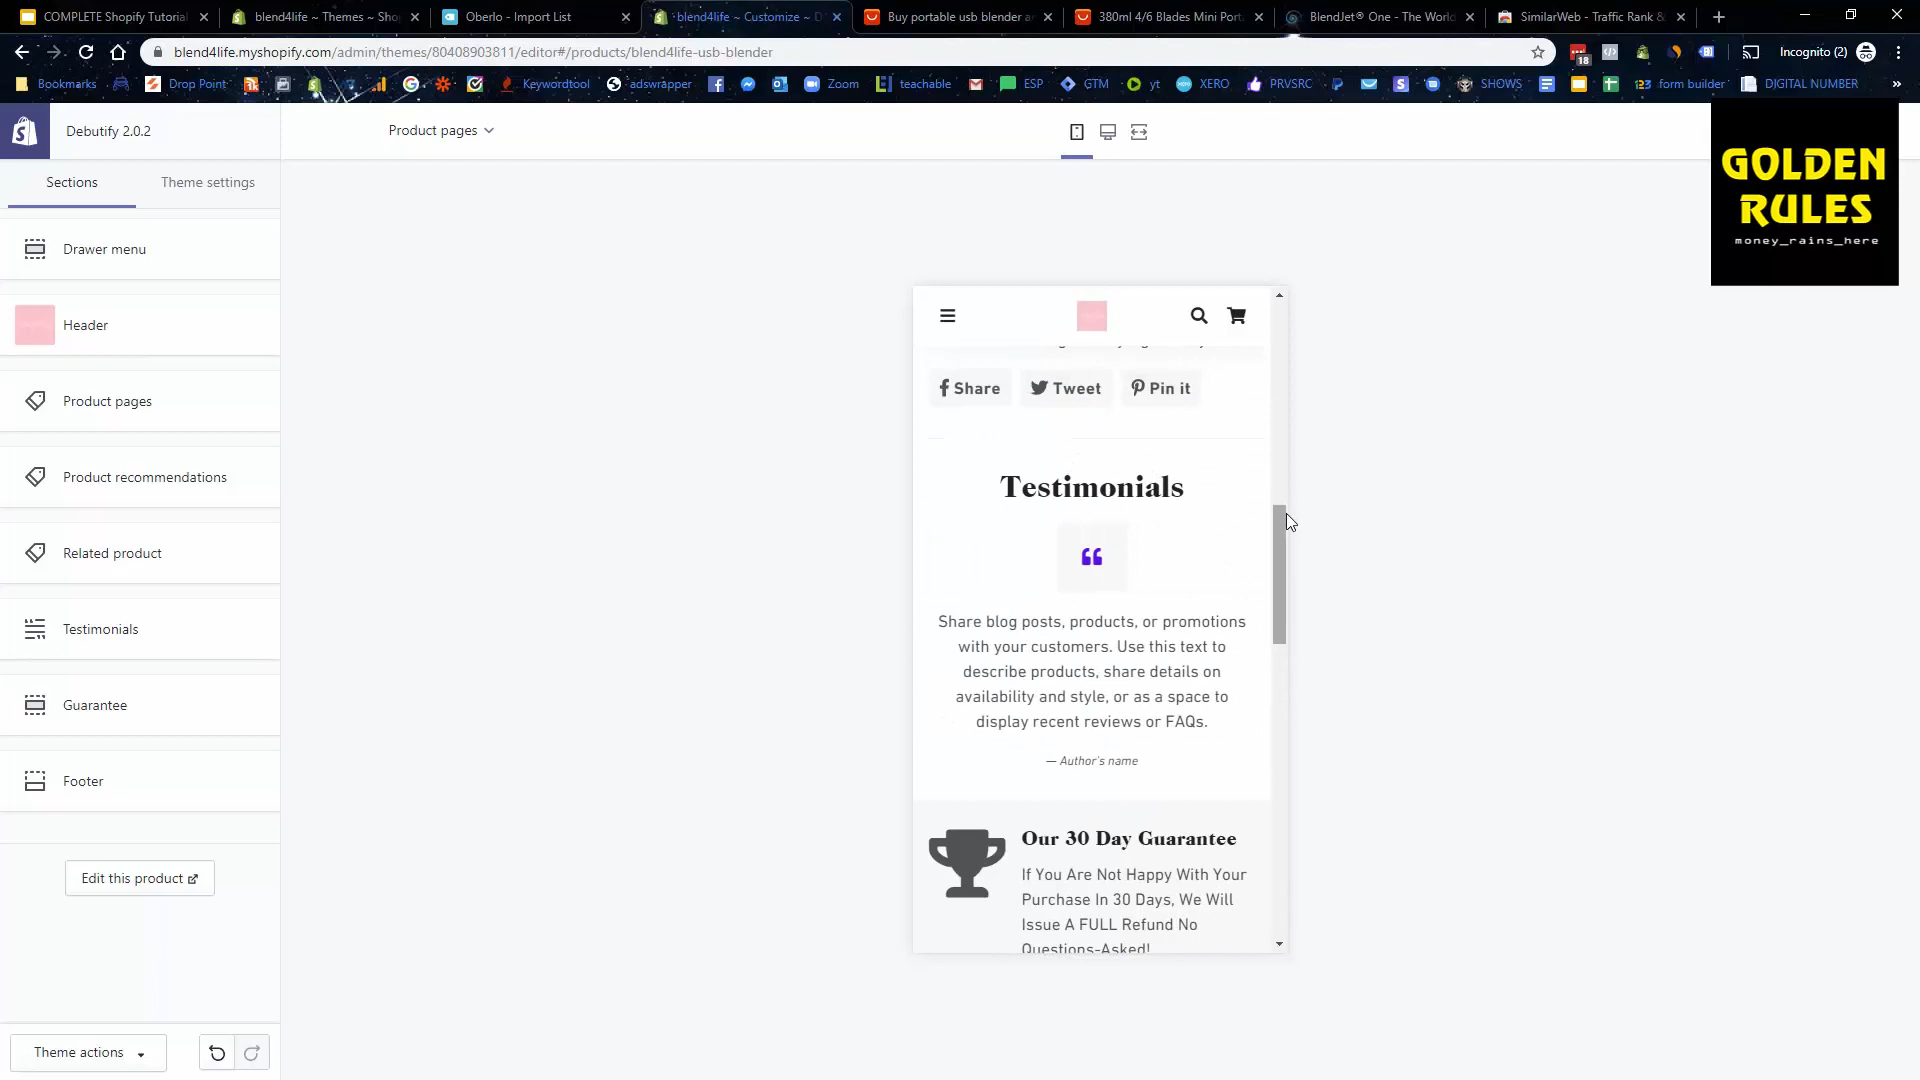 COMPLETE Shopify Tutorial
blend4life ~ Themes ~ Sho
Oberlo - Import List
blend4life ~ Customize ~ D
Buy portable usb blender a
380ml 4/6 Blades Mini Port
BlendJet® One - The World
SimilarWeb - Traffic Rank &
blend4life.myshopify.com/admin/themes/80408903811/editor#/products/blend4life-usb-blender
18
Incognito (2)
Bookmarks
Drop Point
Keywordtool
adswrapper
Zoom
teachable
ESP
GTM
yt
XERO
PRVSRC
SHOWS
form builder
DIGITAL NUMBER
Debutify 2.0.2
Product pages
Sections
Theme settings
Drawer menu
Header
Product pages
Product recommendations
Related product
Testimonials
Guarantee
Footer
Edit this product
Theme actions
GOLDEN
RULES
money_rains_here
Share
Tweet
Pin it
Testimonials
Share blog posts, products, or promotions
with your customers. Use this text to
describe products, share details on
availability and style, or as a space to
display recent reviews or FAQs.
— Author's name
Our 30 Day Guarantee
If You Are Not Happy With Your
Purchase In 30 Days, We Will
Issue A FULL Refund No
Questions-Asked!